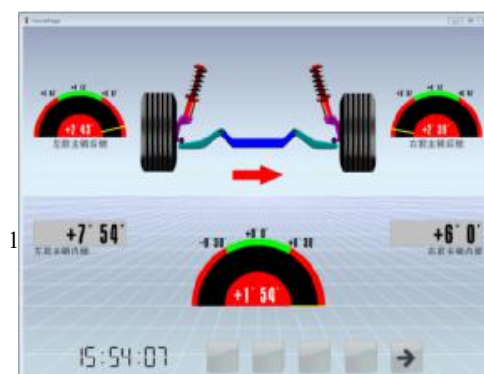 +2° 43'
左前主销后倾
+2° 38'
右前主销后倾
1
+7° 54'
左前主销内倾
+6° 0'
右前主销内倾
-0° 30'
+0° 0'
+0° 30'
+1° 54'
15:54:07